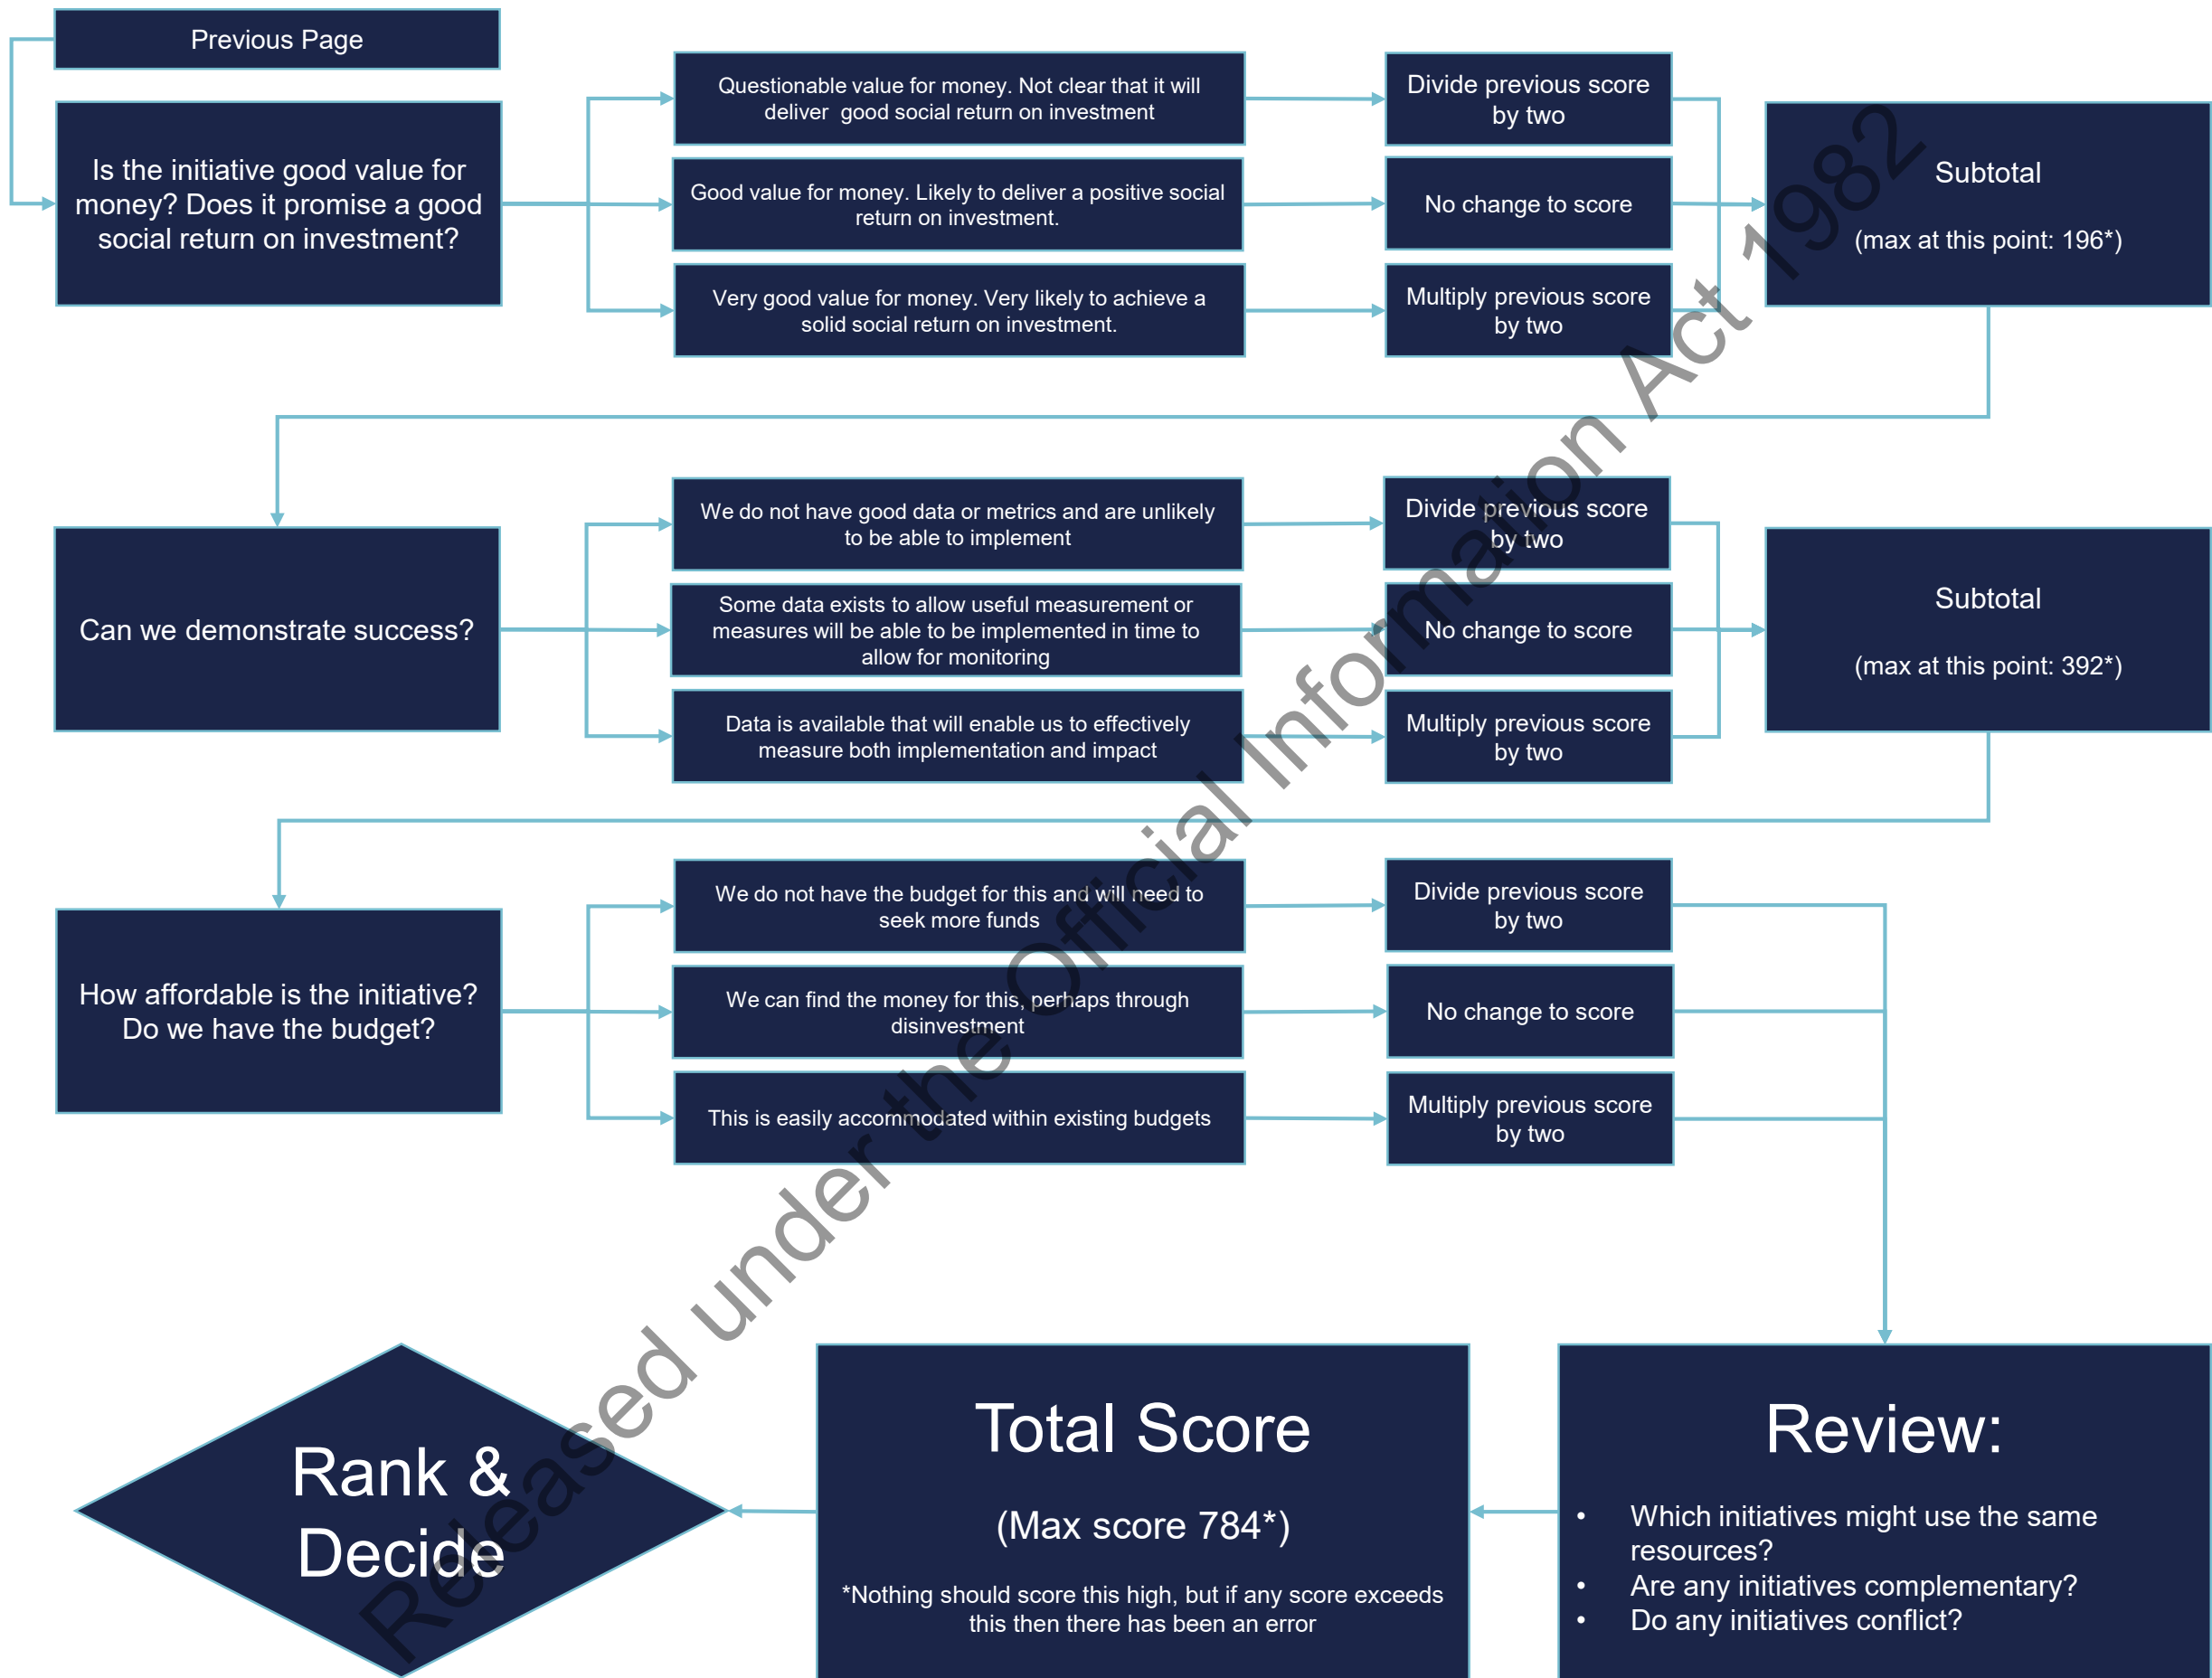 Previous Page
Is the initiative good value for
money? Does it promise a good
social return on investment?
Questionable value for money. Not clear that it will
deliver  good social return on investment
Divide previous score
by two
Good value for money. Likely to deliver a positive social
return on investment.
No change to score
Very good value for money. Very likely to achieve a
solid social return on investment.
Multiply previous score
by two
Subtotal
(max at this point: 196*)
Can we demonstrate success?
We do not have good data or metrics and are unlikely
to be able to implement
Divide previous score
by two
Some data exists to allow useful measurement or
measures will be able to be implemented in time to
allow for monitoring
No change to score
Data is available that will enable us to effectively
measure both implementation and impact
Multiply previous score
by two
Subtotal
(max at this point: 392*)
How affordable is the initiative?
Do we have the budget?
We do not have the budget for this and will need to
seek more funds
Divide previous score
by two
We can find the money for this, perhaps through
disinvestment
No change to score
This is easily accommodated within existing budgets
Multiply previous score
by two
Review:
• Which initiatives might use the same
resources?
• Are any initiatives complementary?
• Do any initiatives conflict?
Total Score
(Max score 784*)
*Nothing should score this high, but if any score exceeds
this then there has been an error
Rank &
Decide
Released under the Official Information Act 1982